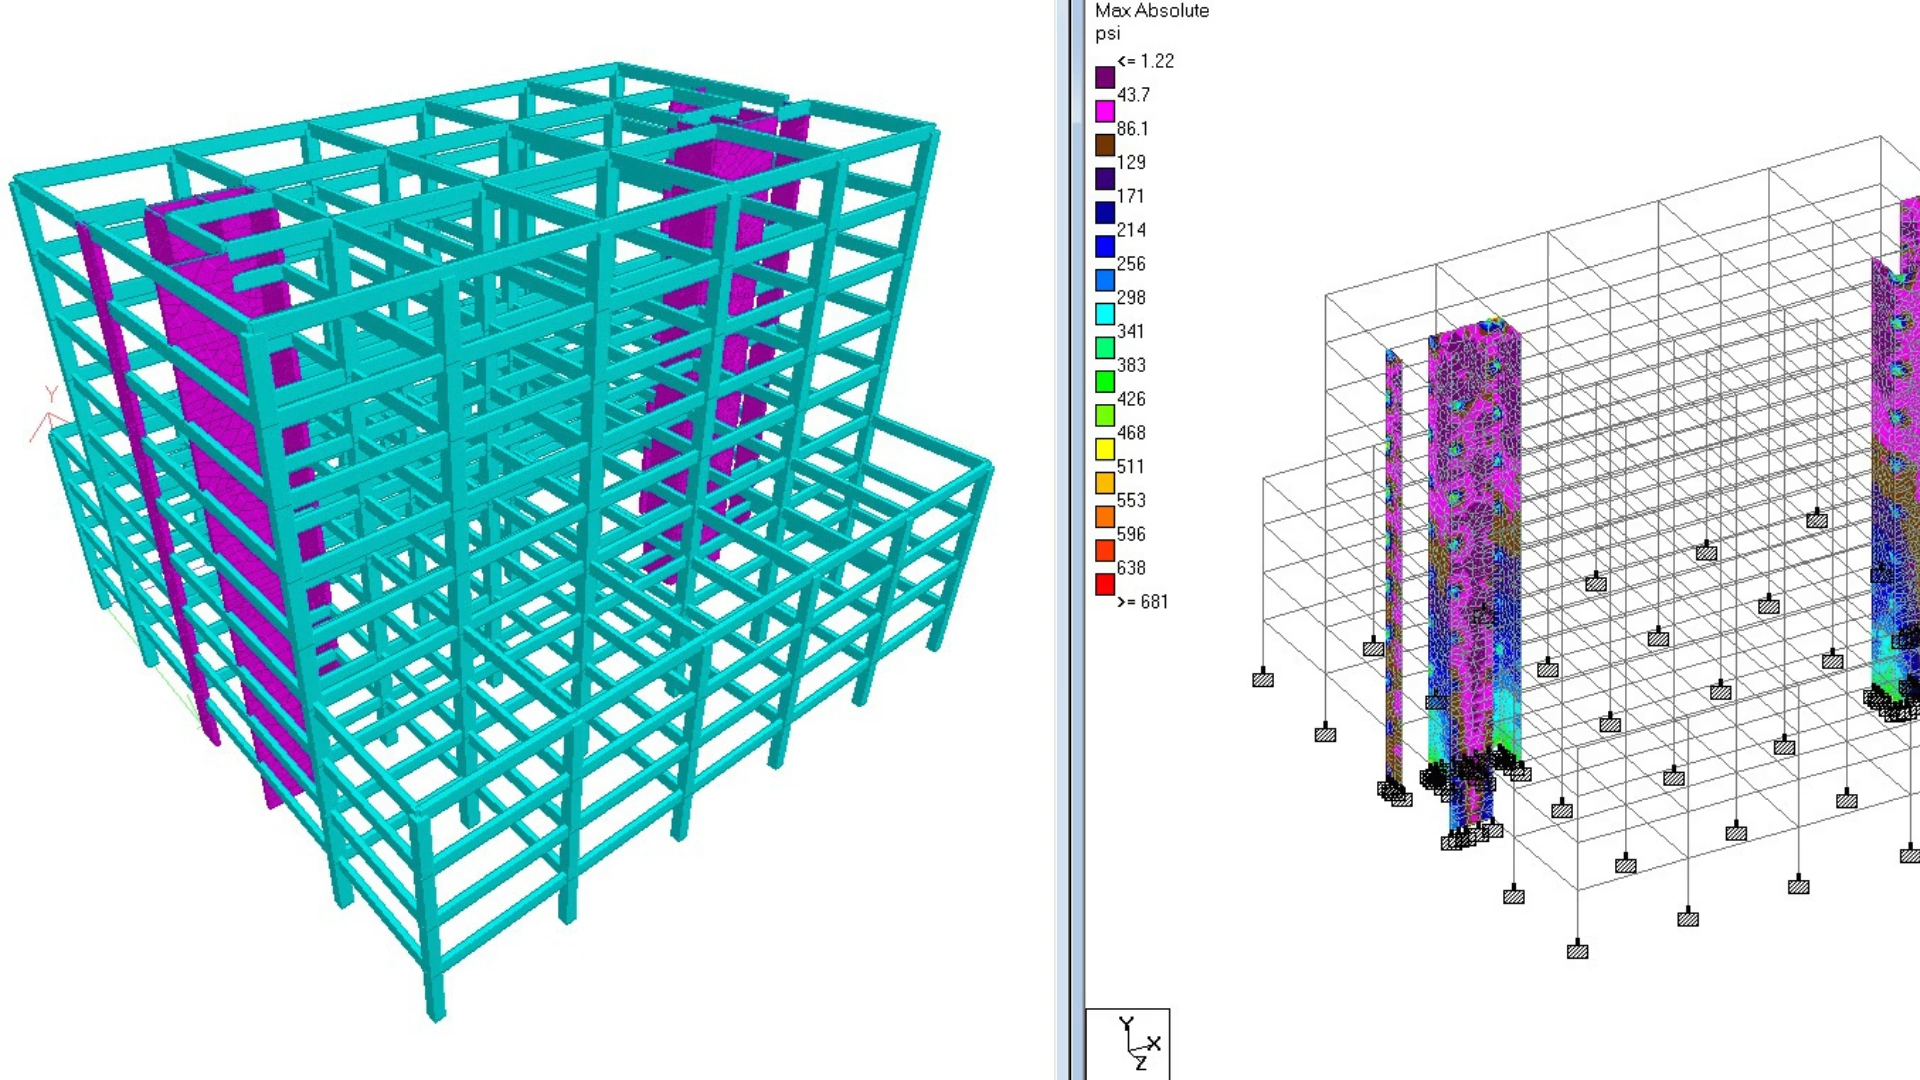 Max Absolute
psi
<= 1.22
43.7
86.1
129
171
214
256
298
341
383
426
468
511
553
596
638
>= 681
Y
Y
X
Z